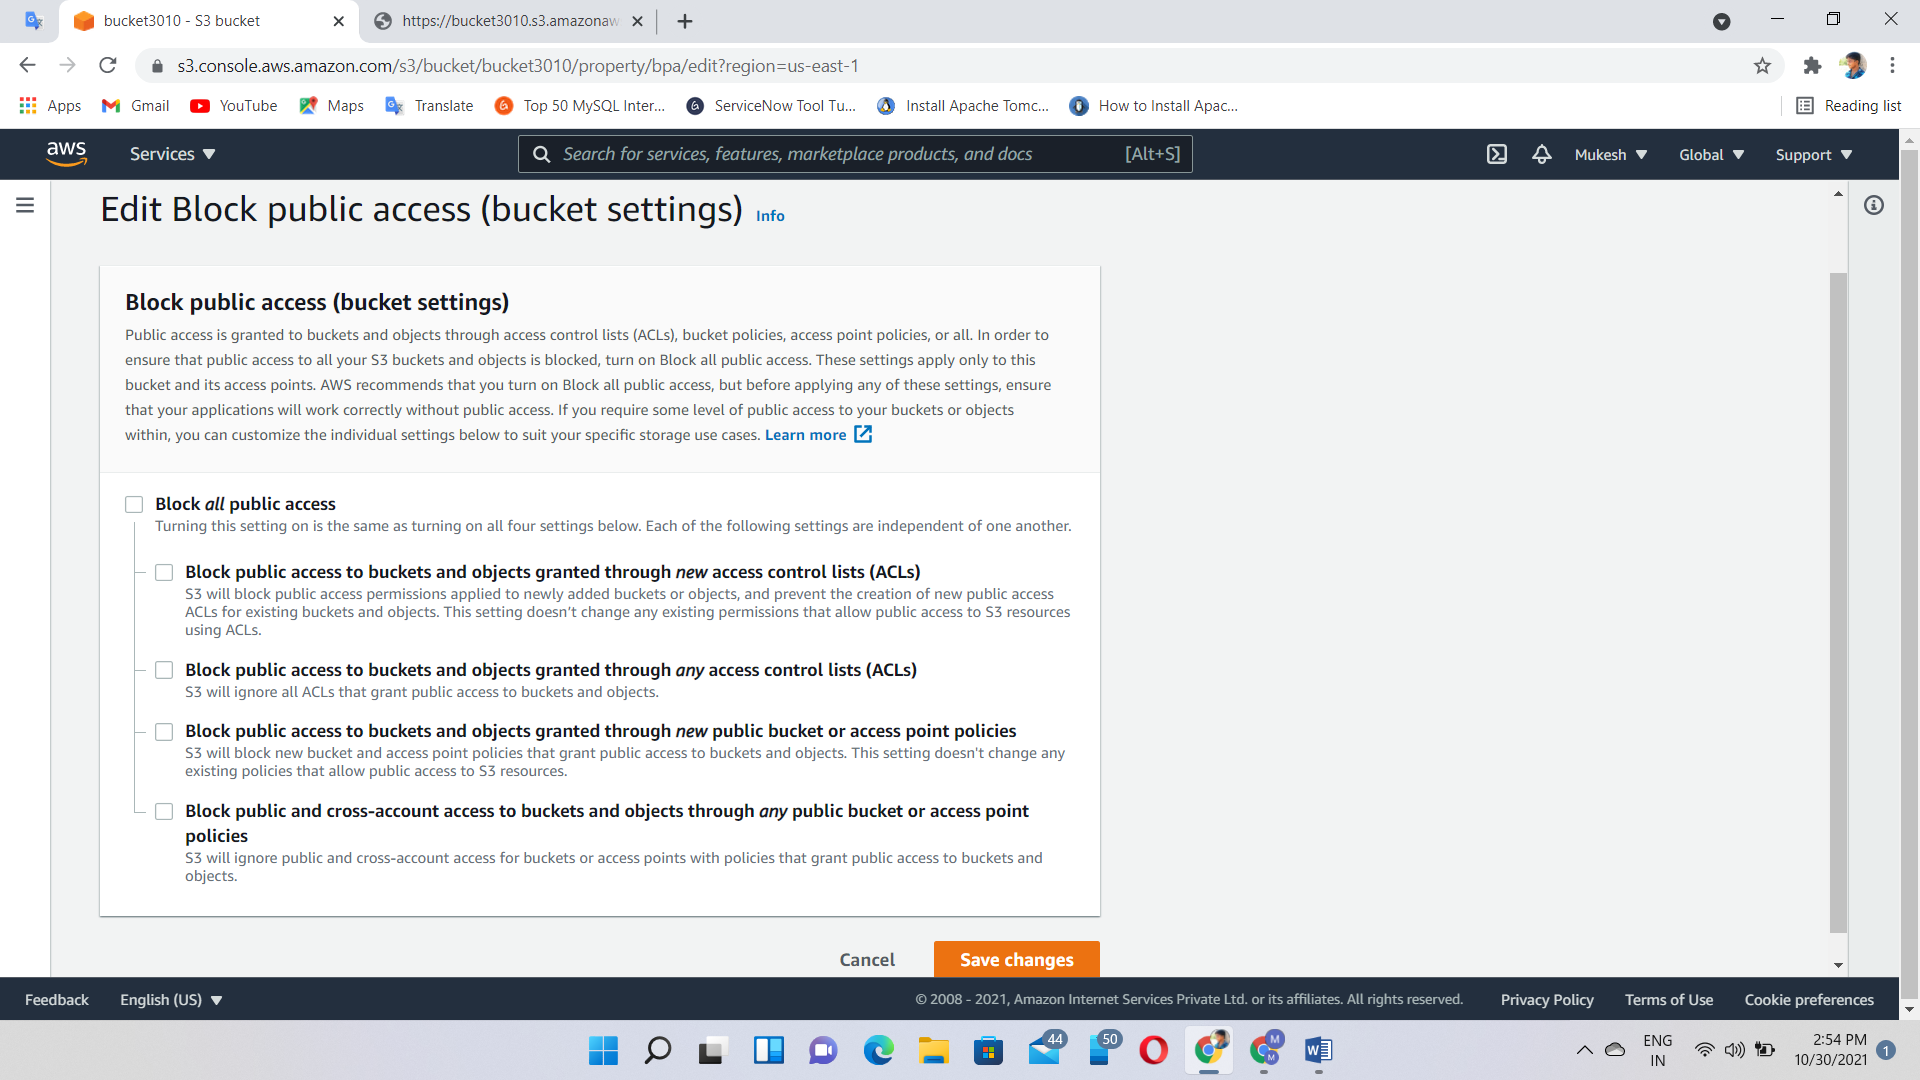 bucket3010 - S3 bucket
https://bucket3010.s3.amazonaw
s3.console.aws.amazon.com/s3/bucket/bucket3010/property/bpa/edit?region=us-east-1
Apps
Gmail
YouTube
Maps
Translate
Top 50 MySQL Inter...
ServiceNow Tool Tu...
Install Apache Tomc...
How to Install Apac...
Reading list
aws
Services
Search for services, features, marketplace products, and docs
[Alt+S]
Mukesh
Global
Support
Edit Block public access (bucket settings) Info
Block public access (bucket settings)
Public access is granted to buckets and objects through access control lists (ACLs), bucket policies, access point policies, or all. In order to
ensure that public access to all your S3 buckets and objects is blocked, turn on Block all public access. These settings apply only to this
bucket and its access points. AWS recommends that you turn on Block all public access, but before applying any of these settings, ensure
that your applications will work correctly without public access. If you require some level of public access to your buckets or objects
within, you can customize the individual settings below to suit your specific storage use cases. Learn more
Block all public access
Turning this setting on is the same as turning on all four settings below. Each of the following settings are independent of one another.
Block public access to buckets and objects granted through new access control lists (ACLs)
S3 will block public access permissions applied to newly added buckets or objects, and prevent the creation of new public access
ACLs for existing buckets and objects. This setting doesn't change any existing permissions that allow public access to S3 resources
using ACLs.
Block public access to buckets and objects granted through any access control lists (ACLs)
S3 will ignore all ACLs that grant public access to buckets and objects.
Block public access to buckets and objects granted through new public bucket or access point policies
S3 will block new bucket and access point policies that grant public access to buckets and objects. This setting doesn't change any
existing policies that allow public access to S3 resources.
Block public and cross-account access to buckets and objects through any public bucket or access point
policies
S3 will ignore public and cross-account access for buckets or access points with policies that grant public access to buckets and
objects.
Cancel
Save changes
Feedback
English (US)
© 2008 - 2021, Amazon Internet Services Private Ltd. or its affiliates. All rights reserved.
Privacy Policy
Terms of Use
Cookie preferences
44
50
M
M
ENG
IN
2:54 PM
10/30/2021
1